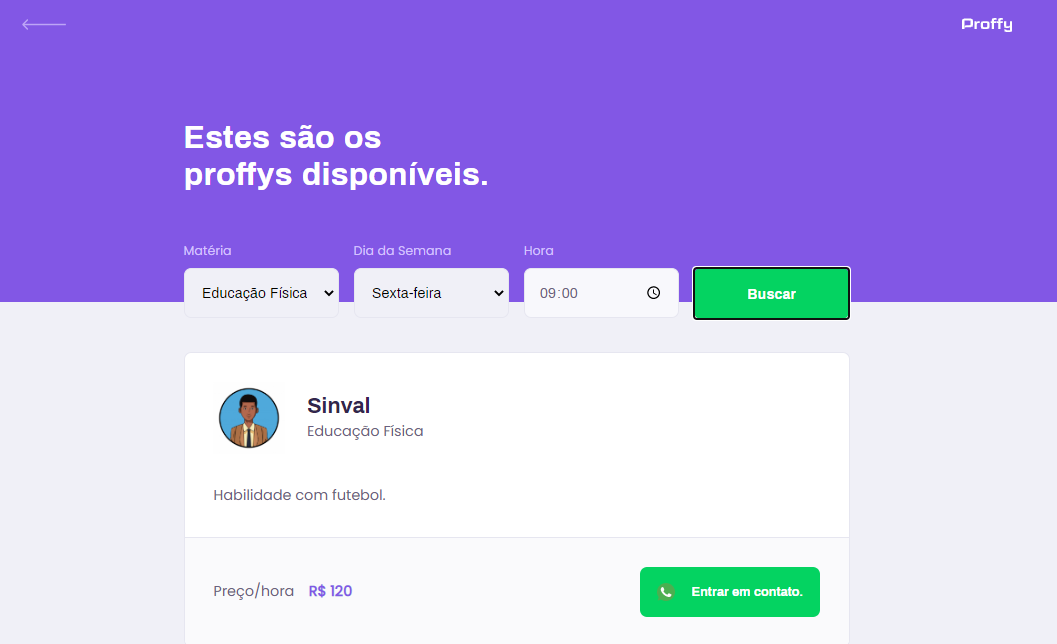 Proffy
Estes são os
proffys disponíveis.
Matéria
Dia da Semana
Hora
Educação Física
Sexta-feira
09:00
Buscar
Sinval
Educação Física
Habilidade com futebol.
Preço/hora R$ 120
Entrar em contato.